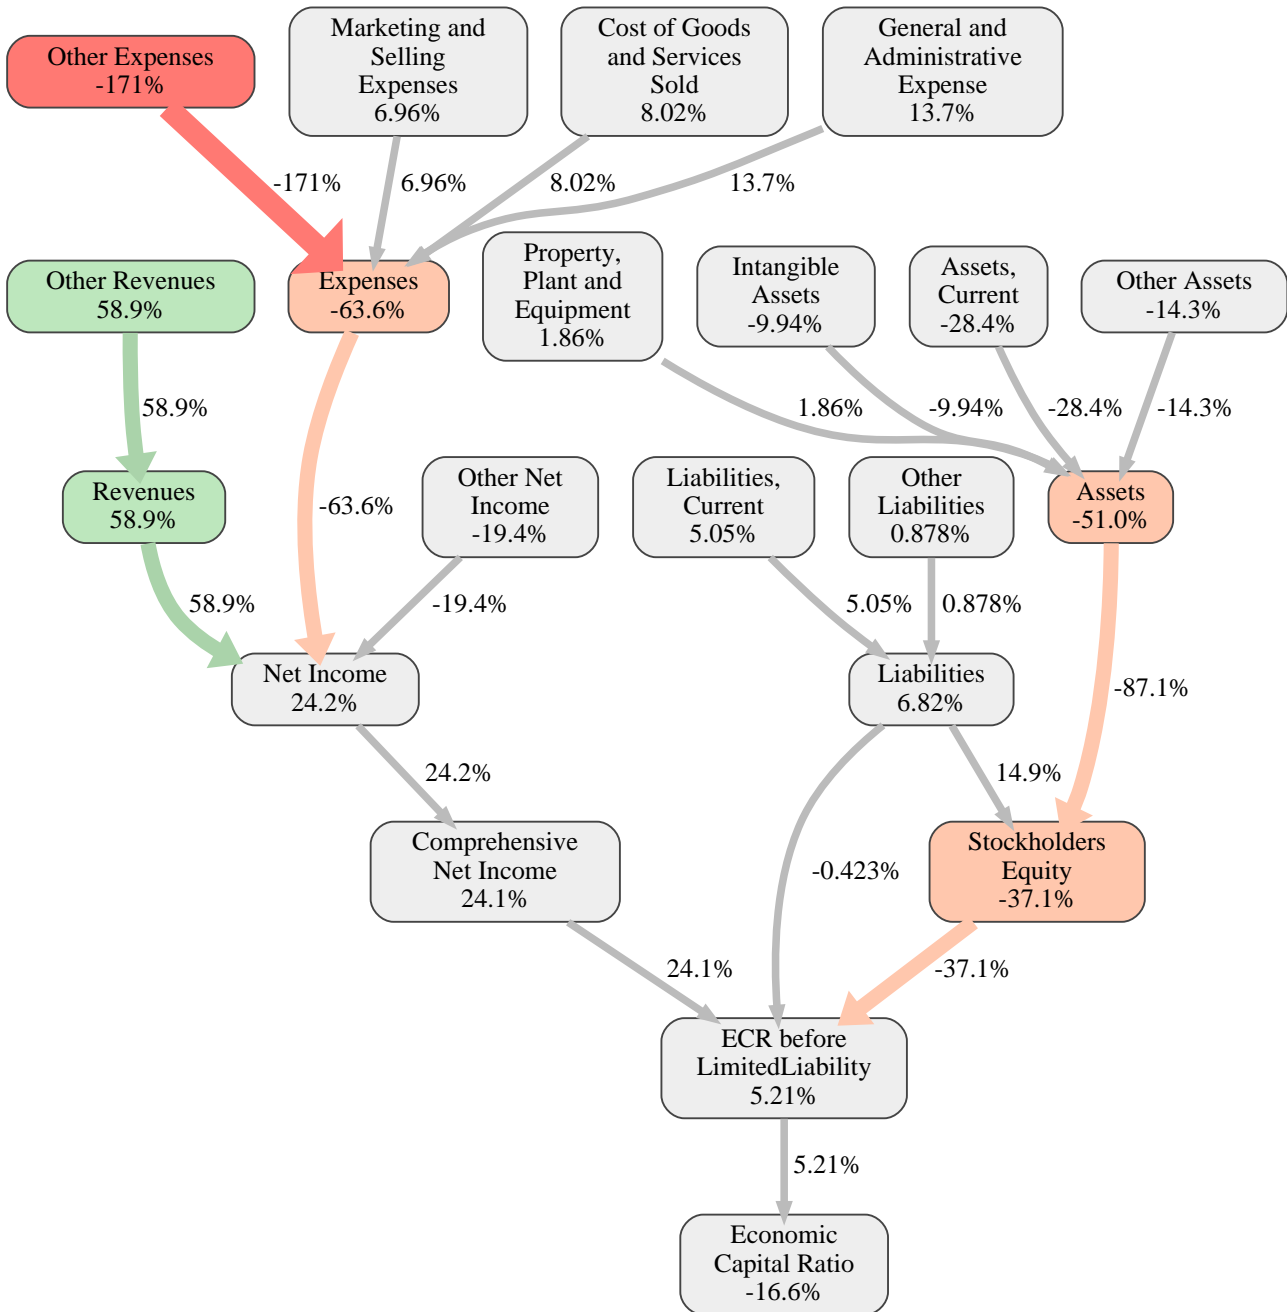 Other Expenses
-171%
Marketing and
Selling
Expenses
6.96%
Cost of Goods
and Services
Sold
8.02%
General and
Administrative
Expense
13.7%
-171%
6.96%
8.02%
13.7%
Other Revenues
58.9%
Expenses
-63.6%
Property,
Plant and
Equipment
1.86%
Intangible
Assets
-9.94%
Assets,
Current
-28.4%
Other Assets
-14.3%
58.9%
1.86%
-9.94%
-28.4%
-14.3%
Revenues
58.9%
-63.6%
Other Net
Income
-19.4%
Liabilities,
Current
5.05%
Other
Liabilities
0.878%
Assets
-51.0%
58.9%
-19.4%
5.05%
0.878%
Net Income
24.2%
Liabilities
6.82%
-87.1%
24.2%
14.9%
Comprehensive
Net Income
24.1%
-0.423%
Stockholders
Equity
-37.1%
24.1%
-37.1%
ECR before
LimitedLiability
5.21%
5.21%
Economic
Capital Ratio
-16.6%